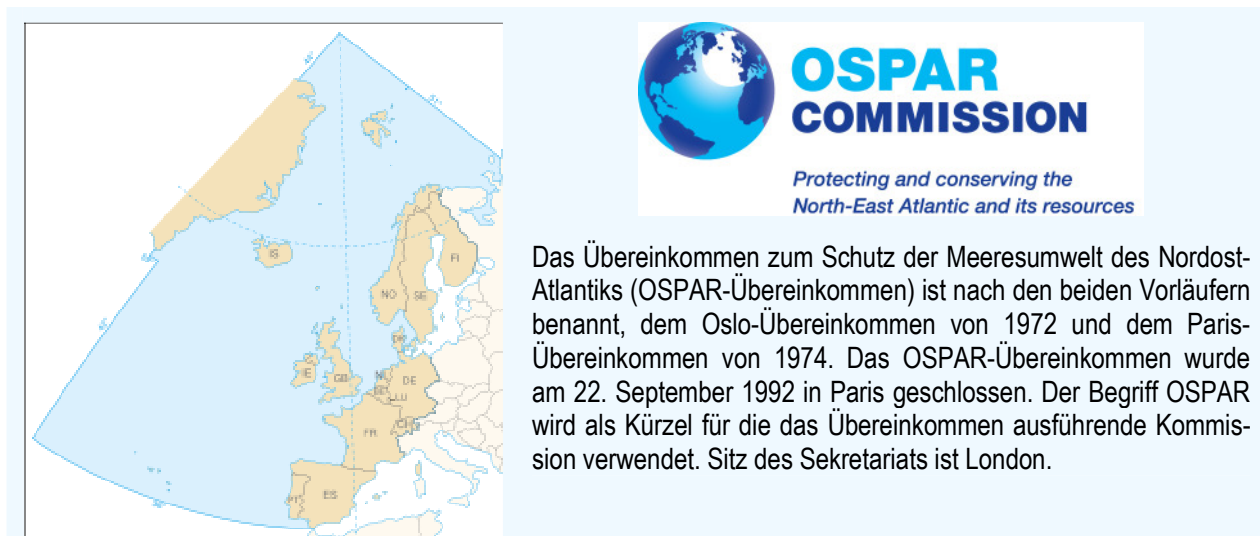 OSPAR
COMMISSION
Protecting and conserving the
North-East Atlantic and its resources
Das Übereinkommen zum Schutz der Meeresumwelt des Nordost-
Atlantiks (OSPAR-Übereinkommen) ist nach den beiden Vorläufern
benannt, dem Oslo-Übereinkommen von 1972 und dem Paris-
Übereinkommen von 1974. Das OSPAR-Übereinkommen wurde
am 22. September 1992 in Paris geschlossen. Der Begriff OSPAR
wird als Kürzel für die das Übereinkommen ausführende Kommis-
sion verwendet. Sitz des Sekretariats ist London.
IS
FI
NO
SE
IE
GB
DE
LU
FR
CH
PT
ES